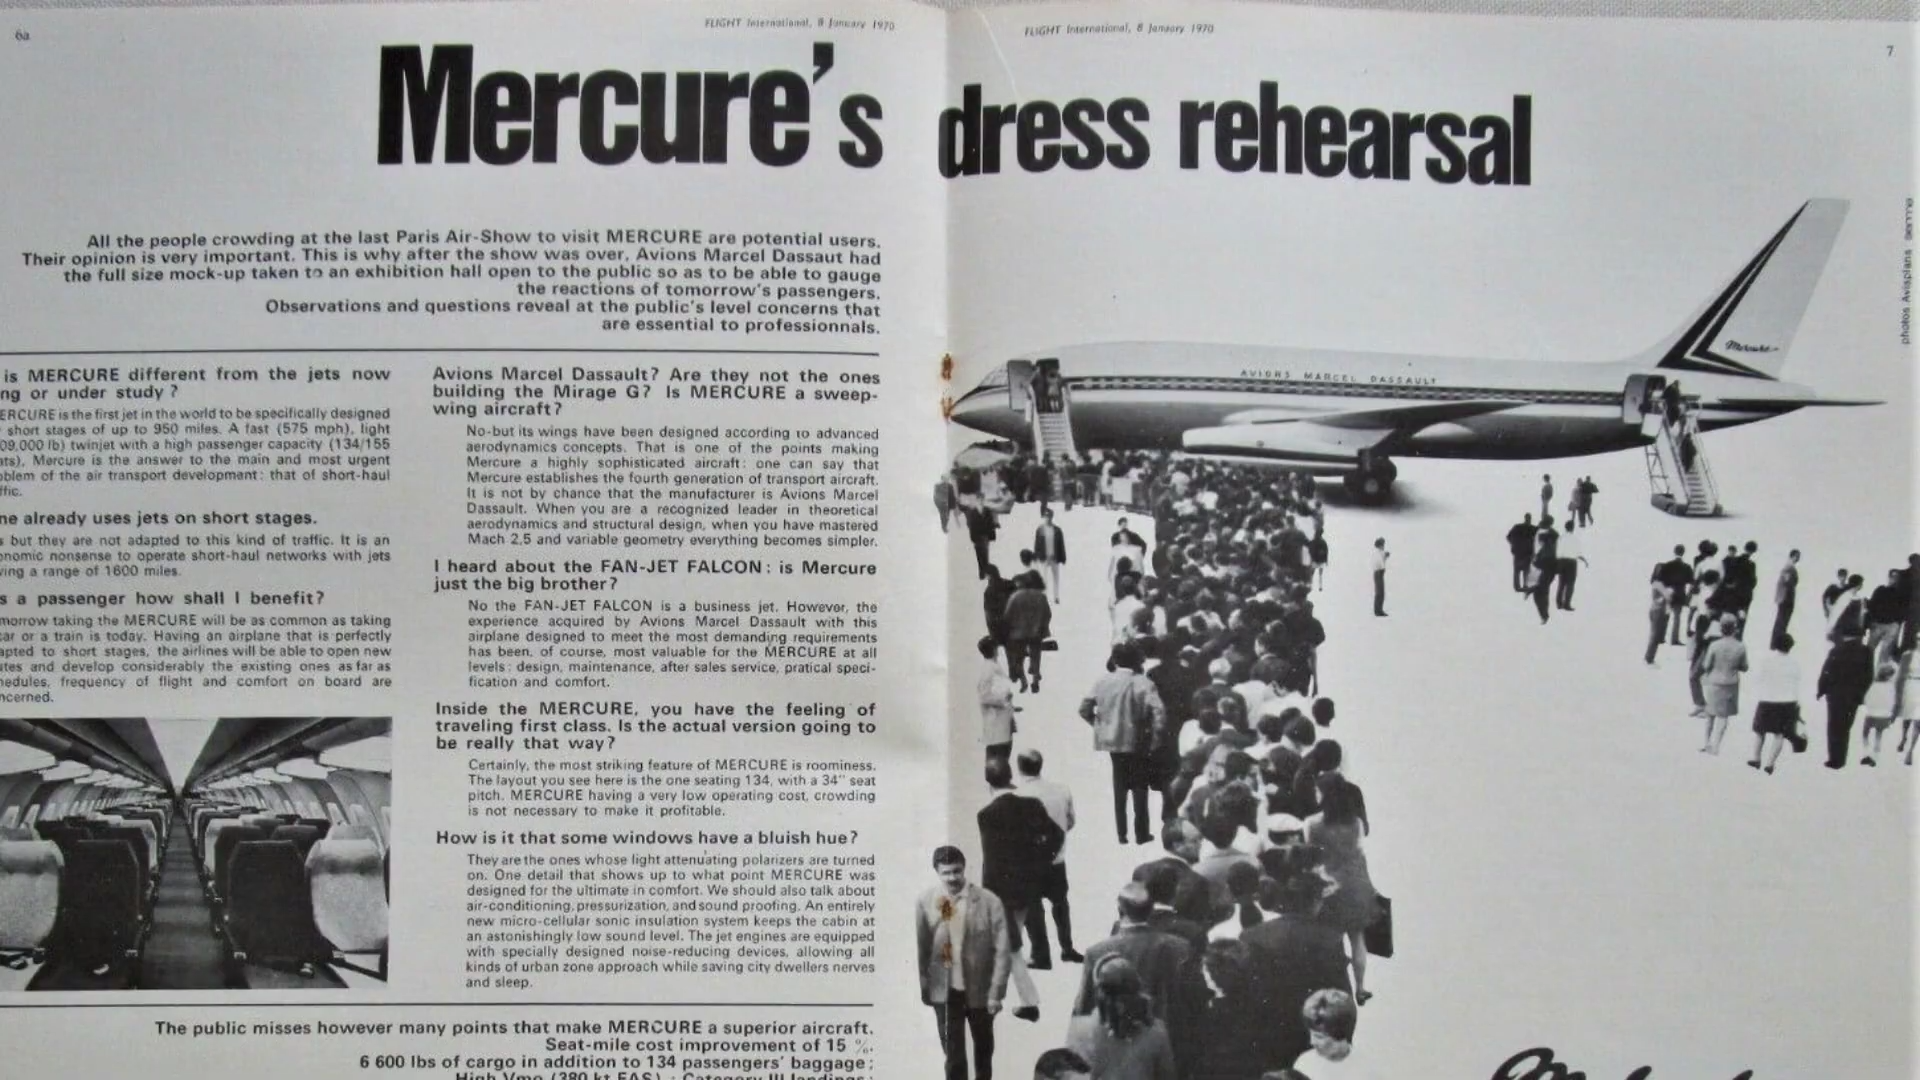 6a
FLIGHT International, 8 January 1970
Mercure's dress rehearsal
All the people crowding at the last Paris Air-Show to visit MERCURE are potential users.
Their opinion is very important. This is why after the show was over, Avions Marcel Dassaut had
the full size mock-up taken to an exhibition hall open to the public so as to be able to gauge
the reactions of tomorrow's passengers.
Observations and questions reveal at the public's level concerns that
are essential to professionnals.
is MERCURE different from the jets now
ng or under study ?
ERCURE is the first jet in the world to be specifically designed
short stages of up to 950 miles. A fast (575 mph), light
09,000 lb) twinjet with a high passenger capacity (134/155
ats), Mercure is the answer to the main and most urgent
oblem of the air transport development : that of short-haul
ffic.
ne already uses jets on short stages.
s but they are not adapted to this kind of traffic. It is an
onomic nonsense to operate short-haul networks with jets
ving a range of 1600 miles.
s a passenger how shall I benefit?
morrow taking the MERCURE will be as common as taking
car or a train is today. Having an airplane that is perfectly
apted to short stages, the airlines will be able to open new
utes and develop considerably the existing ones as far as
hedules, frequency of flight and comfort on board are
ncerned.
Avions Marcel Dassault? Are they not the ones
building the Mirage G? Is MERCURE a sweep-
wing aircraft?
No-but its wings have been designed according to advanced
aerodynamics concepts. That is one of the points making
Mercure a highly sophisticated aircraft : one can say that
Mercure establishes the fourth generation of transport aircraft.
It is not by chance that the manufacturer is Avions Marcel
Dassault. When you are a recognized leader in theoretical
aerodynamics and structural design, when you have mastered
Mach 2,5 and variable geometry everything becomes simpler.
I heard about the FAN-JET FALCON : is Mercure
just the big brother?
No the FAN-JET FALCON is a business jet. However, the
experience acquired by Avions Marcel Dassault with this
airplane designed to meet the most demanding requirements
has been, of course, most valuable for the MERCURE at all
levels : design, maintenance, after sales service, pratical speci-
fication and comfort.
Inside the MERCURE, you have the feeling of
traveling first class. Is the actual version going to
be really that way?
Certainly, the most striking feature of MERCURE is roominess.
The layout you see here is the one seating 134, with a 34" seat
pitch. MERCURE having a very low operating cost, crowding
is not necessary to make it profitable.
How is it that some windows have a bluish hue?
They are the ones whose light attenuating polarizers are turned
on. One detail that shows up to what point MERCURE was
designed for the ultimate in comfort. We should also talk about
air-conditioning, pressurization, and sound proofing. An entirely
new micro-cellular sonic insulation system keeps the cabin at
an astonishingly low sound level. The jet engines are equipped
with specially designed noise-reducing devices, allowing all
kinds of urban zone approach while saving city dwellers nerves
and sleep.
The public misses however many points that make MERCURE a superior aircraft.
Seat-mile cost improvement of 15 %.
6 600 lbs of cargo in addition to 134 passengers' baggage ;
High Vmo (380 kt EAS) ; Category III landings ;
FLIGHT International, 8 January 1970
7
photos Aviaplans
Mercure
AVIONS MARCEL DASSAULT